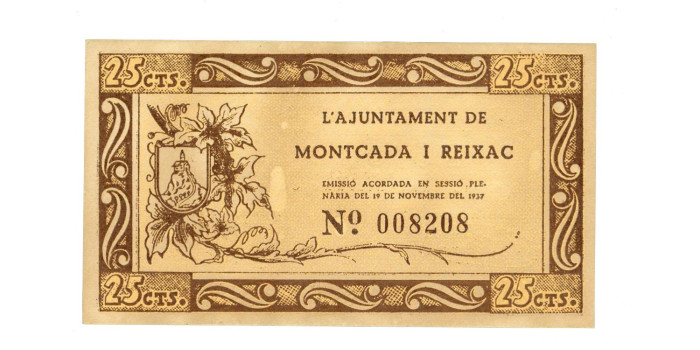 25 CTS. 25 CTS.
L'AJUNTAMENT DE
MONTCADA I REIXAC
EMISSIÓ ACORDADA EN SESSIÓ PLE-
NÀRIA DEL 19 DE NOVEMBRE DEL 1937
Nº. 008208
25 CTS. 25 CTS.